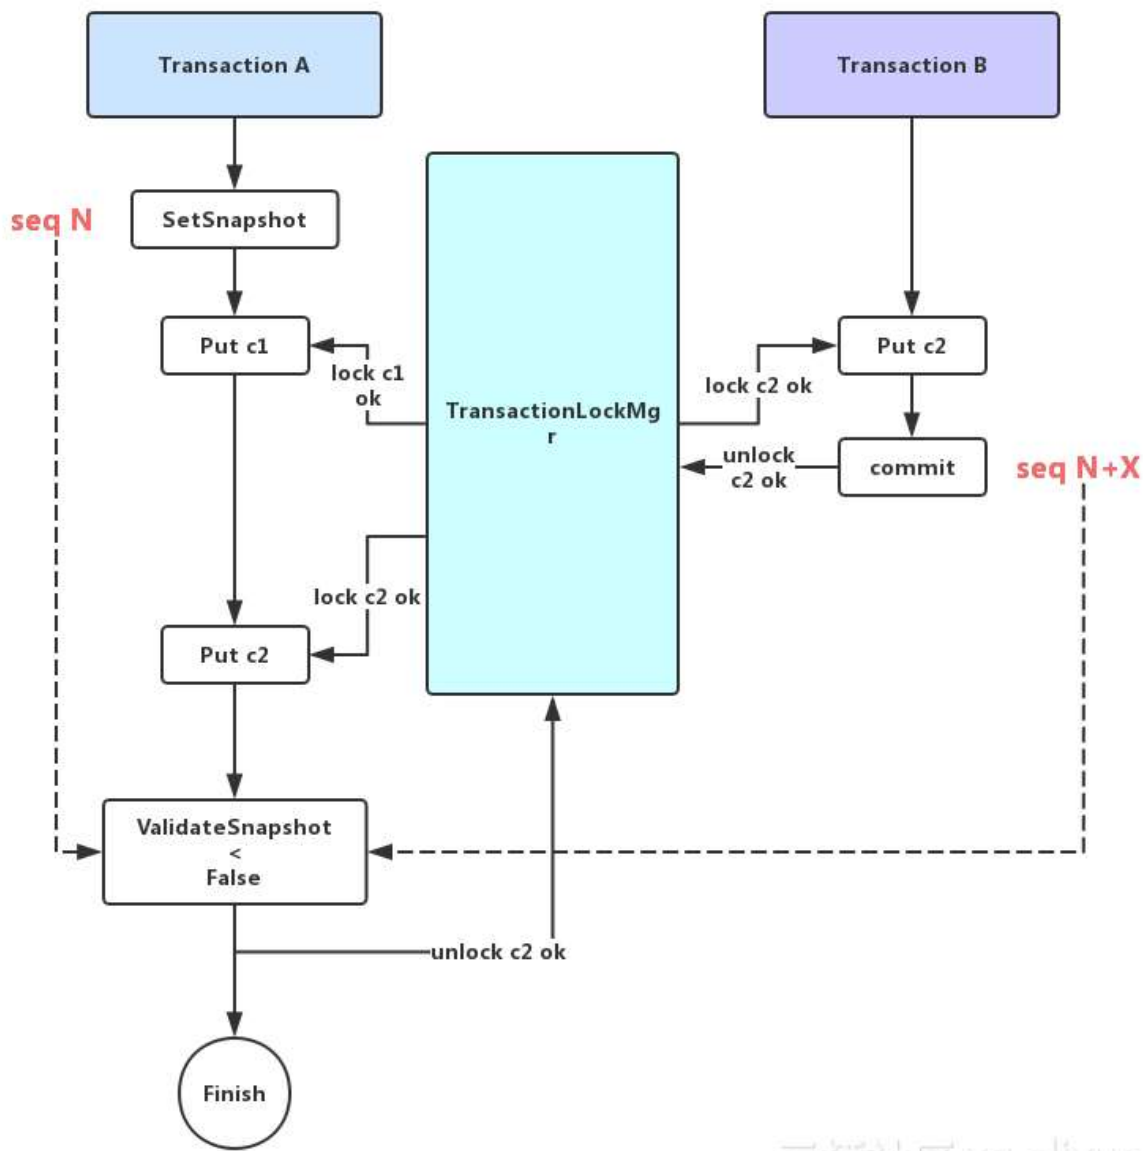 Transaction A
Transaction B
seq N
SetSnapshot
Put c1
lock c1
ok
Put c2
lock c2 ok
TransactionLockMg
r
unlock
c2 ok
commit
seq N+X
lock c2 ok
Put c2
ValidateSnapshot
<
False
unlock c2 ok
Finish